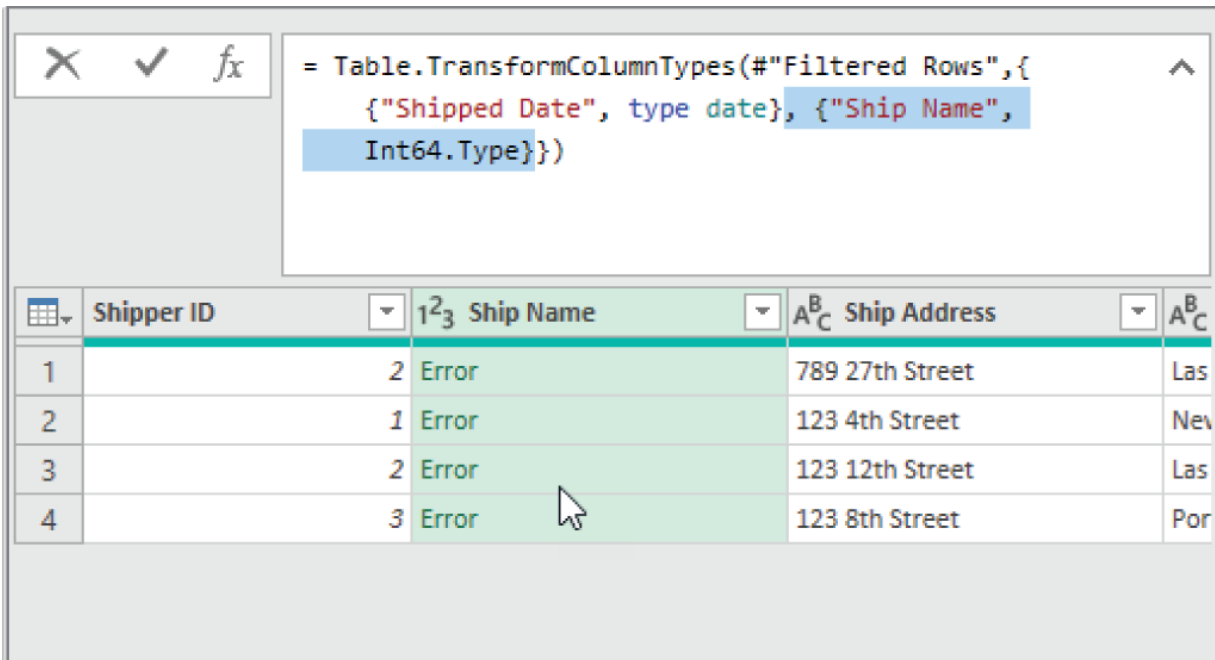 fx
= Table.TransformColumnTypes(#"Filtered Rows",{
{"Shipped Date", type date}, {"Ship Name",
Int64.Type}})
Shipper ID 123 Ship Name ABC Ship Address ABC
1 2 Error 789 27th Street Las
2 1 Error 123 4th Street New
3 2 Error 123 12th Street Las
4 3 Error 123 8th Street Por